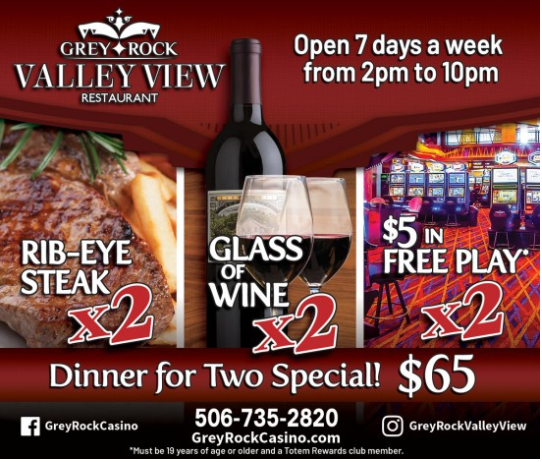 GREY ROCK
VALLEY VIEW
RESTAURANT
Open 7 days a week
from 2pm to 10pm
RIB-EYE
STEAK
x2
GLASS
OF
WINE
x2
$5 IN
FREE PLAY*
x2
Dinner for Two Special! $65
GreyRockCasino
506-735-2820
GreyRockCasino.com
GreyRockValleyView
*Must be 19 years of age or older and a Totem Rewards club member.